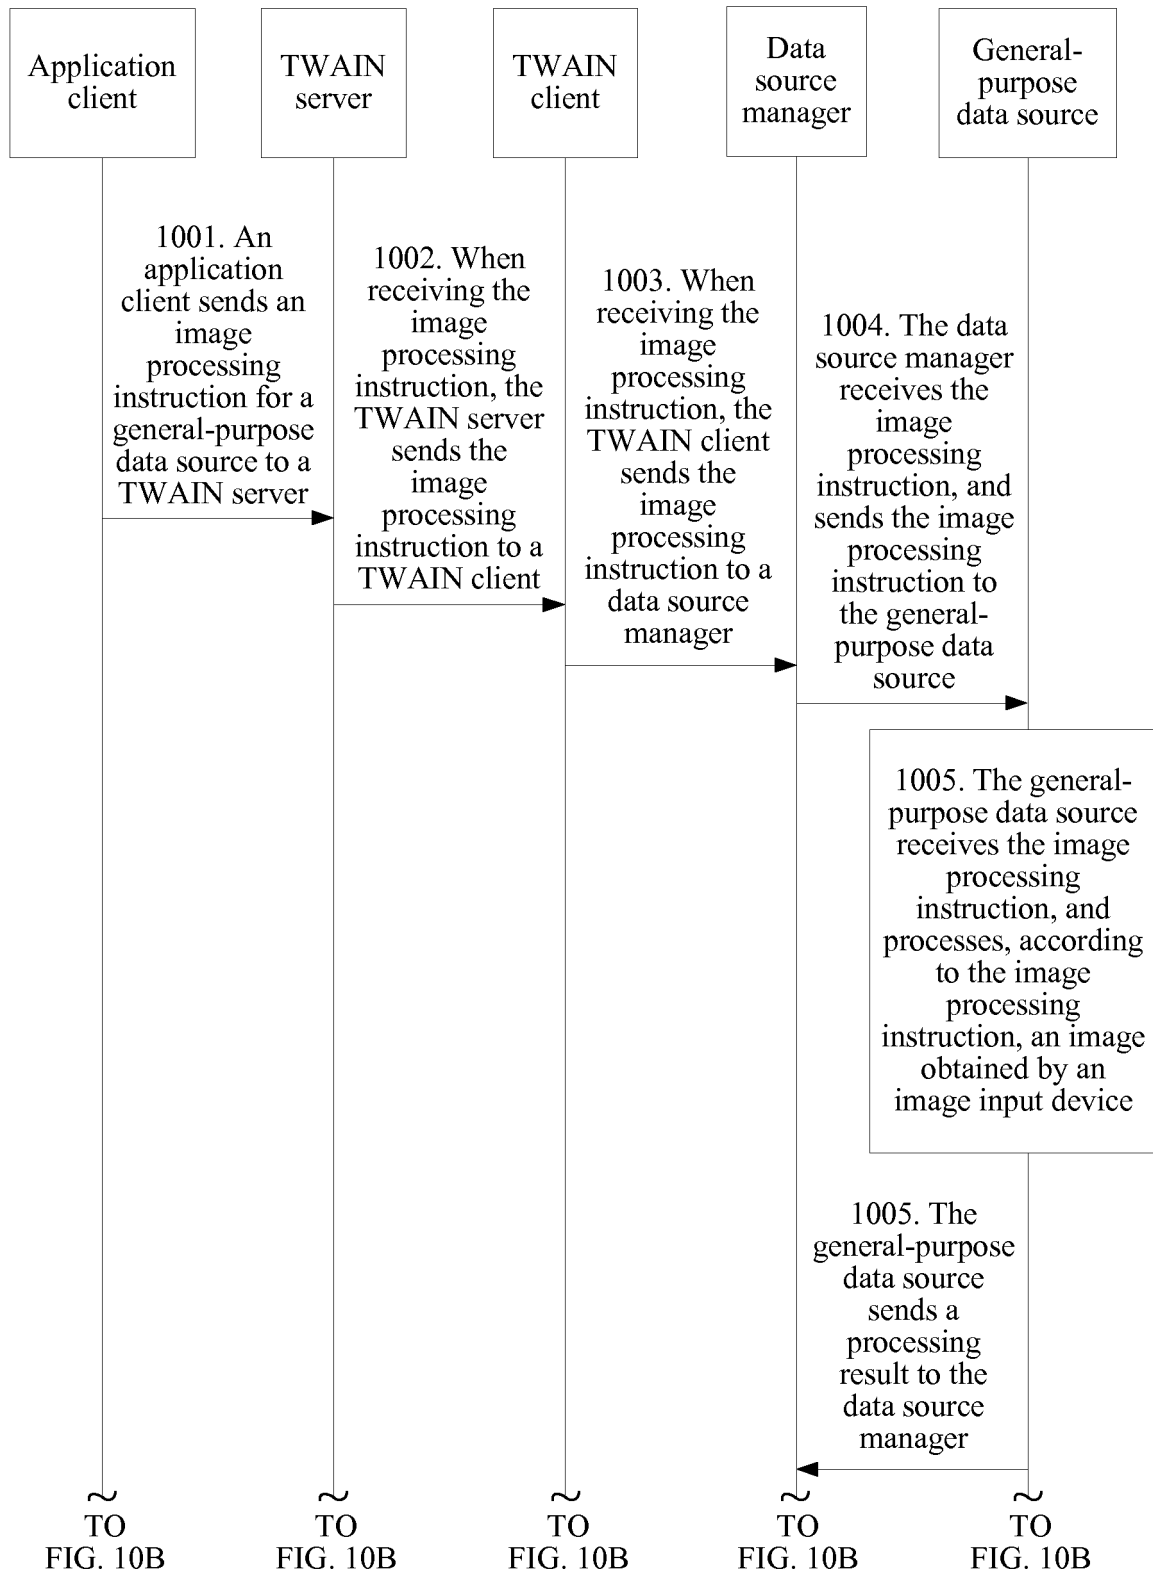 Application
client
TWAIN
server
TWAIN
client
Data
source
manager
General-
purpose
data source
1001. An
application
client sends an
image
processing
instruction for a
general-purpose
data source to a
TWAIN server
1002. When
receiving the
image
processing
instruction, the
TWAIN server
sends the
image
processing
instruction to a
TWAIN client
1003. When
receiving the
image
processing
instruction, the
TWAIN client
sends the
image
processing
instruction to a
data source
manager
1004. The data
source manager
receives the
image
processing
instruction, and
sends the image
processing
instruction to
the general-
purpose data
source
1005. The general-
purpose data source
receives the image
processing
instruction, and
processes, according
to the image
processing
instruction, an image
obtained by an
image input device
1005. The
general-purpose
data source
sends a
processing
result to the
data source
manager
TO
FIG. 10B
TO
FIG. 10B
TO
FIG. 10B
TO
FIG. 10B
TO
FIG. 10B